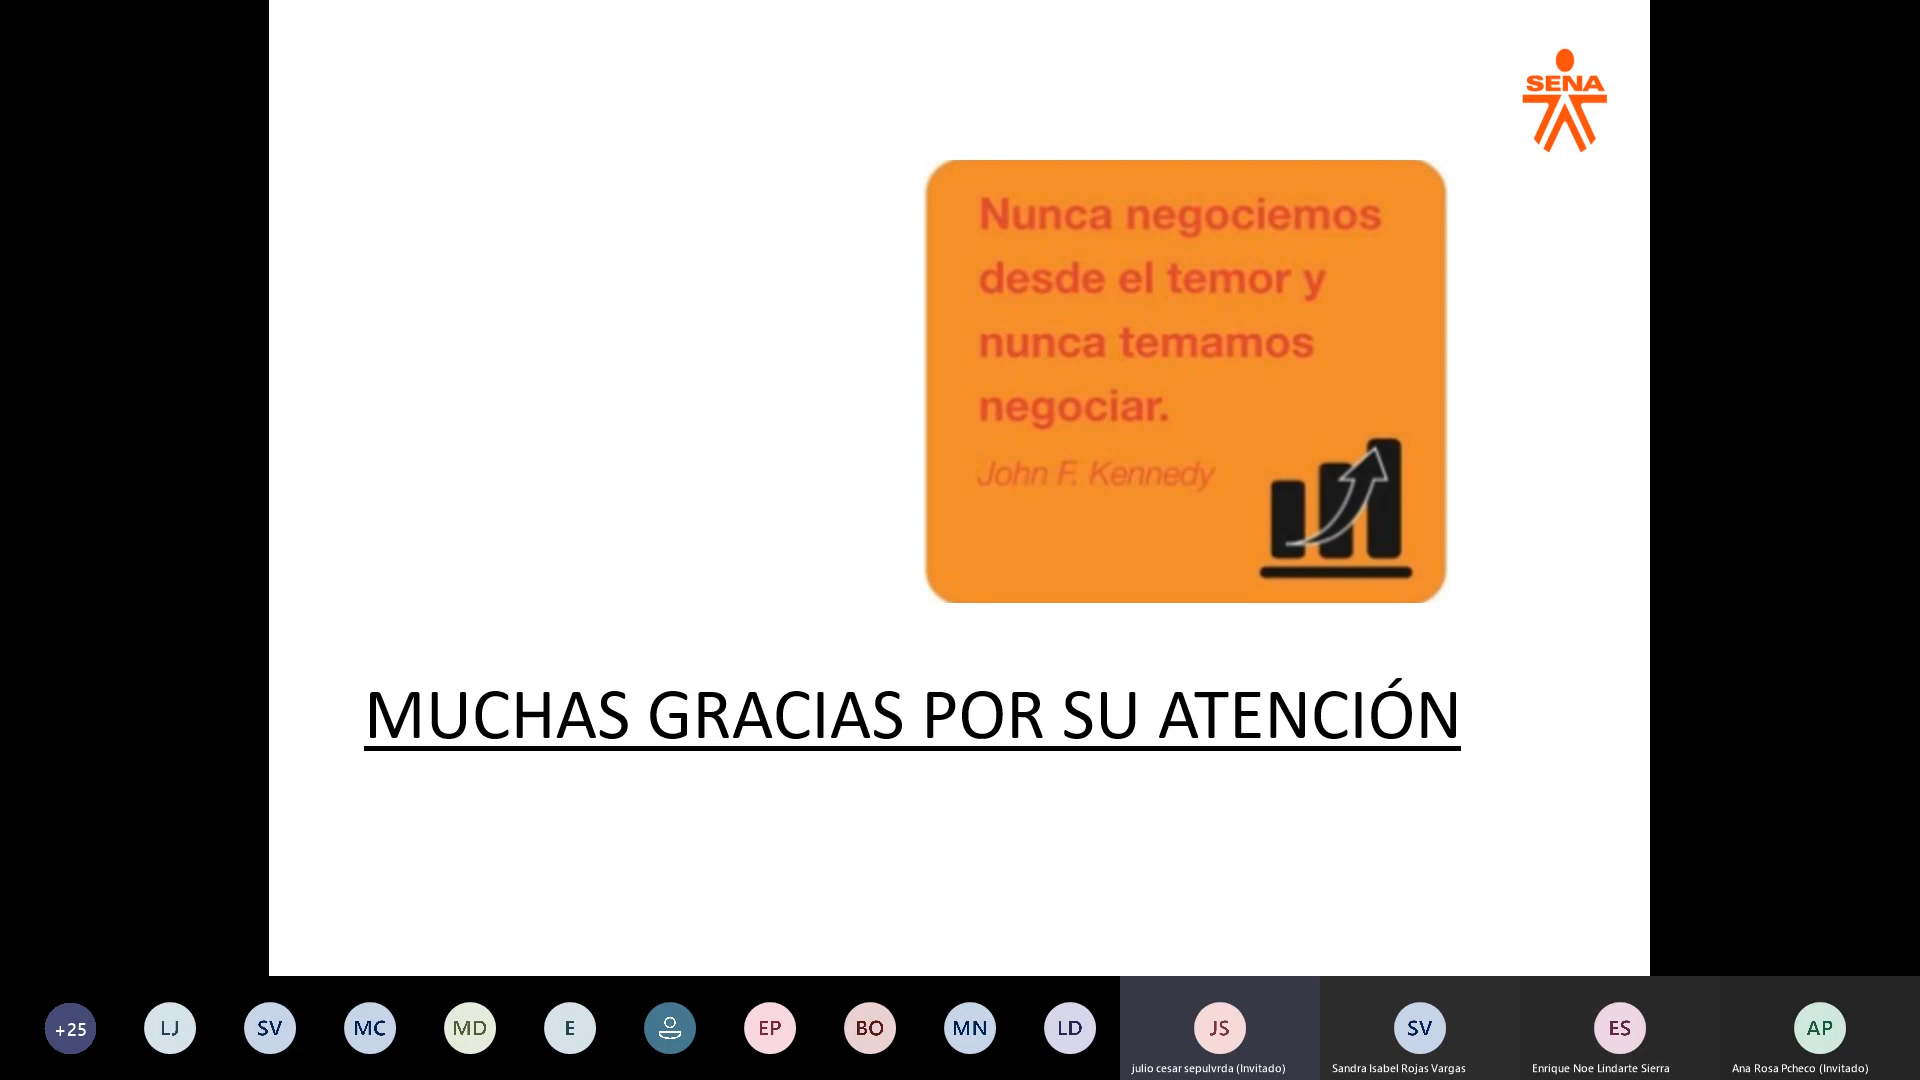 SENA
Nunca negociemos
desde el temor y
nunca temamos
negociar.
John F. Kennedy
MUCHAS GRACIAS POR SU ATENCIÓN
+25
LJ
SV
MC
MD
E
EP
BO
MN
LD
JS
SV
ES
AP
julio cesar sepulvrda (Invitado)
Sandra Isabel Rojas Vargas
Enrique Noe Lindarte Sierra
Ana Rosa Pcheco (Invitado)